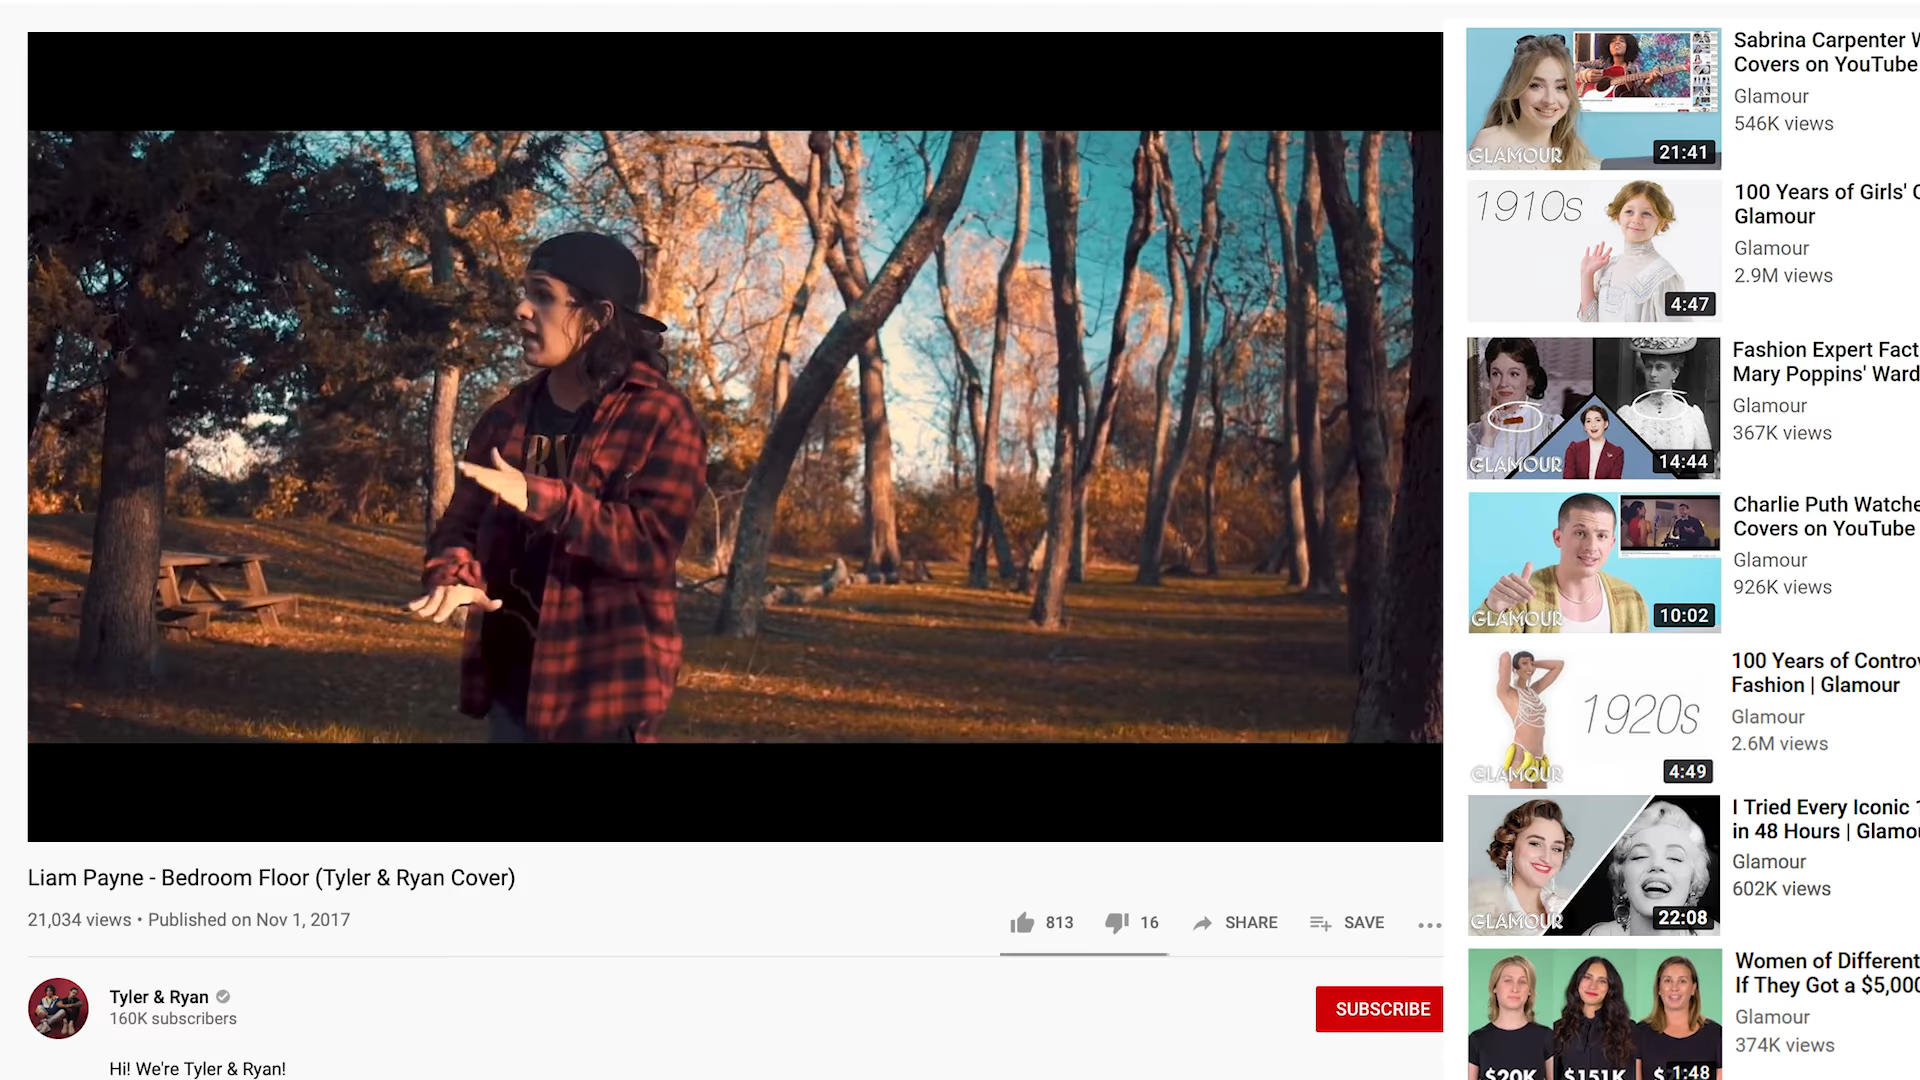 Liam Payne - Bedroom Floor (Tyler & Ryan Cover)
21,034 views • Published on Nov 1, 2017
813
16
SHARE
SAVE
Tyler & Ryan
160K subscribers
SUBSCRIBE
Hi! We're Tyler & Ryan!
GLAMOUR
21:41
Sabrina Carpenter W
Covers on YouTube
Glamour
546K views
1910s
4:47
100 Years of Girls'
Glamour
Glamour
2.9M views
GLAMOUR
14:44
Fashion Expert Fact
Mary Poppins' Ward
Glamour
367K views
GLAMOUR
10:02
Charlie Puth Watche
Covers on YouTube
Glamour
926K views
1920s
GLAMOUR
4:49
100 Years of Controv
Fashion | Glamour
Glamour
2.6M views
GLAMOUR
22:08
I Tried Every Iconic
in 48 Hours | Glamou
Glamour
602K views
$20K
$151K
$
1:48
Women of Different
If They Got a $5,000
Glamour
374K views